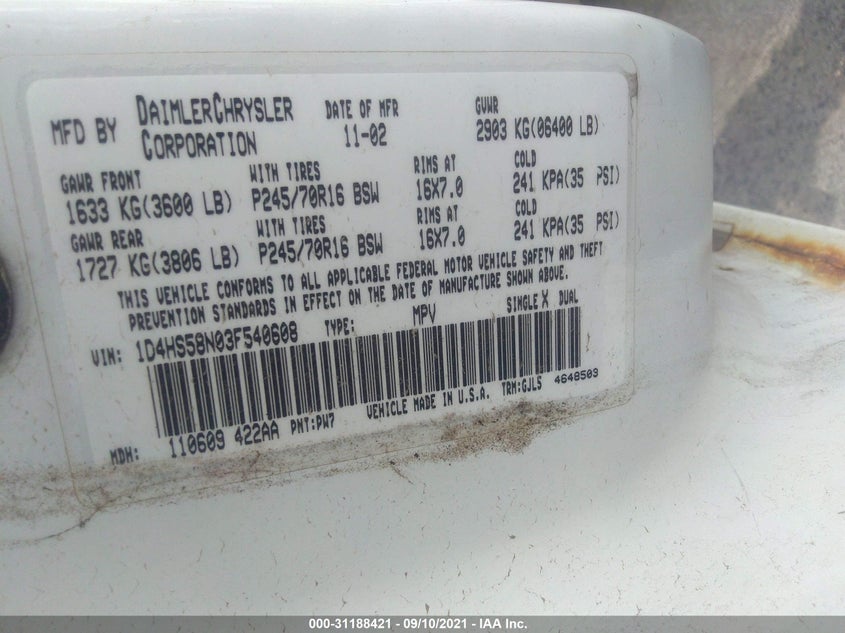 MFD BY DAIMLERCHRYSLER CORPORATION
DATE OF MFR 11-02
GVWR 2903 KG(06400 LB)
GAWR FRONT WITH TIRES RIMS AT COLD
1633 KG(3600 LB) P245/70R16 BSW 16X7.0 241 KPA(35 PSI)
GAWR REAR WITH TIRES RIMS AT COLD
1727 KG(3806 LB) P245/70R16 BSW 16X7.0 241 KPA(35 PSI)
THIS VEHICLE CONFORMS TO ALL APPLICABLE FEDERAL MOTOR VEHICLE SAFETY AND THEFT
PREVENTION STANDARDS IN EFFECT ON THE DATE OF MANUFACTURE SHOWN ABOVE.
VIN: 1D4HS58N03F540608 TYPE: MPV SINGLE X DUAL
MDH: 110609 422AA PNT:PW7 VEHICLE MADE IN U.S.A. TRM:GJLS 4648503
000-31188421 - 09/10/2021 - IAA Inc.